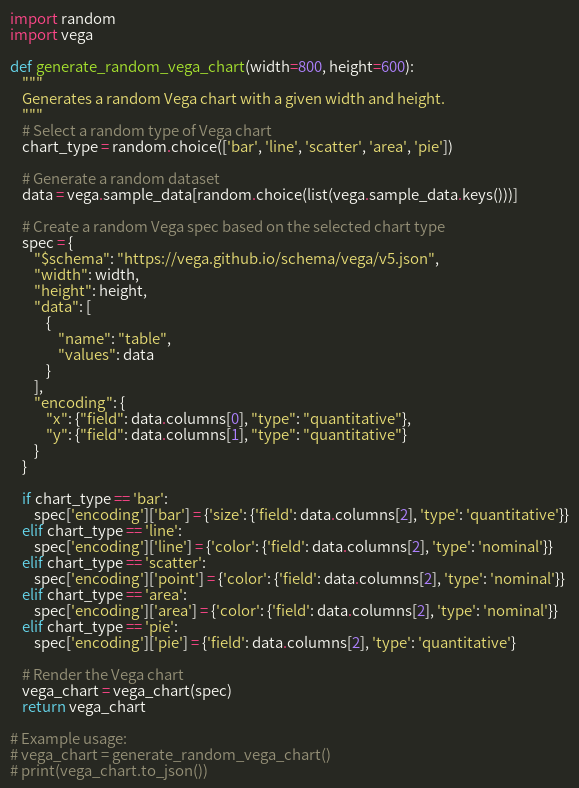 import random
import vega

def generate_random_vega_chart(width=800, height=600):
    """
    Generates a random Vega chart with a given width and height.
    """
    # Select a random type of Vega chart
    chart_type = random.choice(['bar', 'line', 'scatter', 'area', 'pie'])

    # Generate a random dataset
    data = vega.sample_data[random.choice(list(vega.sample_data.keys()))]

    # Create a random Vega spec based on the selected chart type
    spec = {
        "$schema": "https://vega.github.io/schema/vega/v5.json",
        "width": width,
        "height": height,
        "data": [
            {
                "name": "table",
                "values": data
            }
        ],
        "encoding": {
            "x": {"field": data.columns[0], "type": "quantitative"},
            "y": {"field": data.columns[1], "type": "quantitative"}
        }
    }

    if chart_type == 'bar':
        spec['encoding']['bar'] = {'size': {'field': data.columns[2], 'type': 'quantitative'}}
    elif chart_type == 'line':
        spec['encoding']['line'] = {'color': {'field': data.columns[2], 'type': 'nominal'}}
    elif chart_type == 'scatter':
        spec['encoding']['point'] = {'color': {'field': data.columns[2], 'type': 'nominal'}}
    elif chart_type == 'area':
        spec['encoding']['area'] = {'color': {'field': data.columns[2], 'type': 'nominal'}}
    elif chart_type == 'pie':
        spec['encoding']['pie'] = {'field': data.columns[2], 'type': 'quantitative'}

    # Render the Vega chart
    vega_chart = vega_chart(spec)
    return vega_chart

# Example usage:
# vega_chart = generate_random_vega_chart()
# print(vega_chart.to_json())